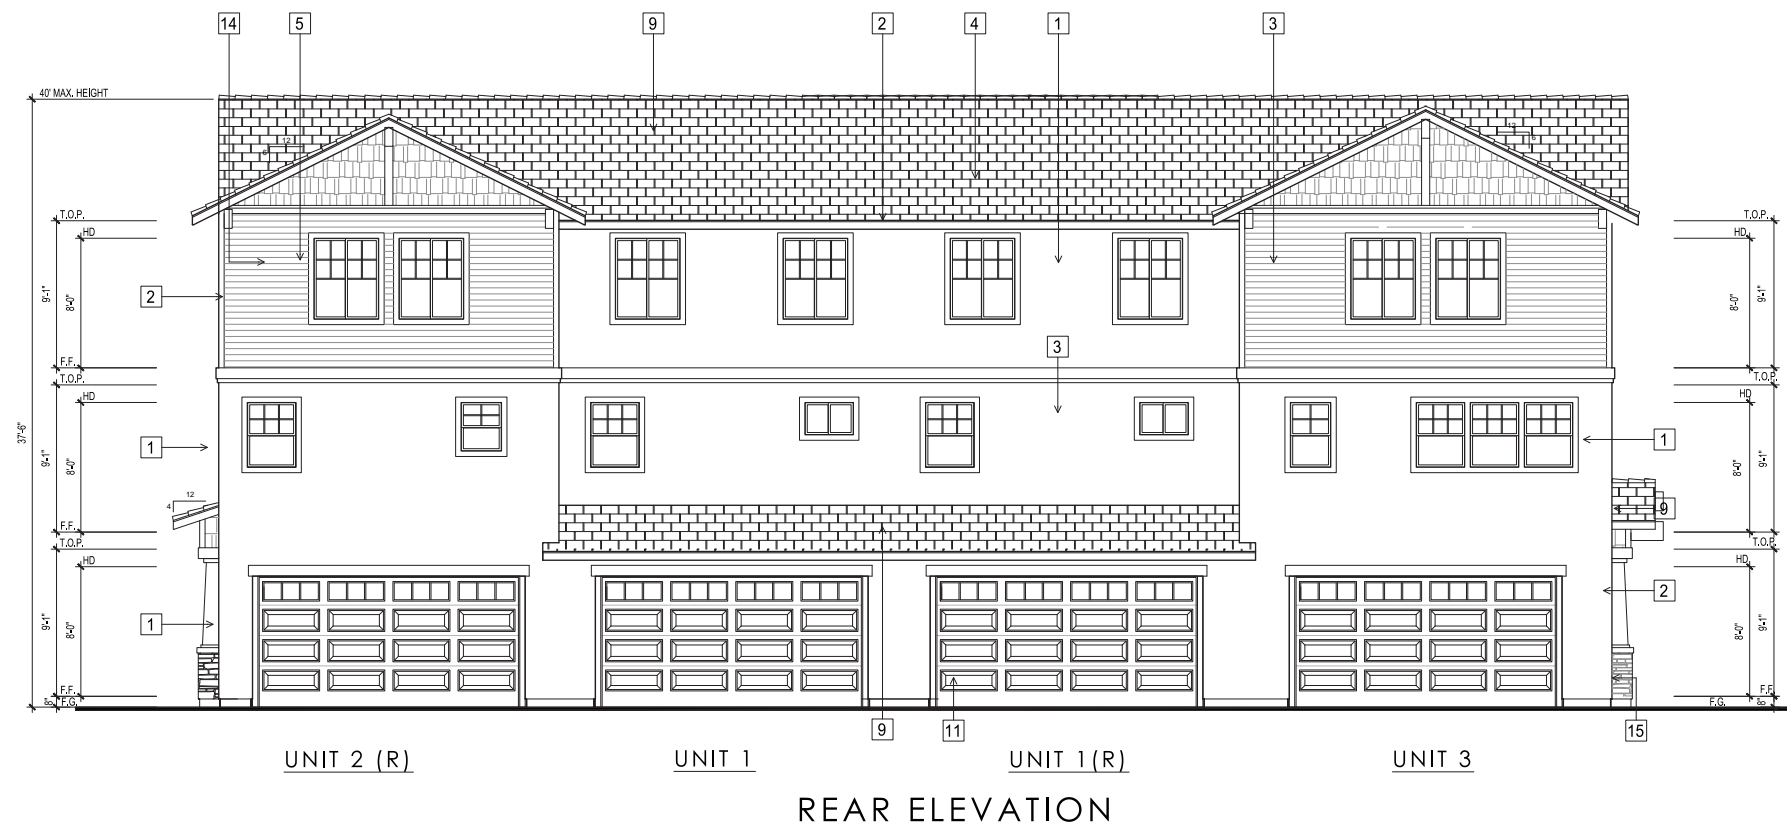 14 5 9 2 4 1 3
40' MAX. HEIGHT
12 6
12 6
T.O.P. T.O.P.
HD HD
9'-1" 8'-0" 2 8'-0" 9'-1"
3
F.F.
T.O.P. T.O.P.
HD HD
37'-6"
9'-1" 8'-0" 1 1 8'-0" 9'-1"
12
4
9
F.F.
T.O.P. T.O.P.
HD HD
9'-1" 8'-0" 1 2 8'-0" 9'-1"
F.F. F.F.
8" F.G. F.G. 8"
9 11 15
UNIT 2 (R) UNIT 1 UNIT 1(R) UNIT 3
REAR ELEVATION